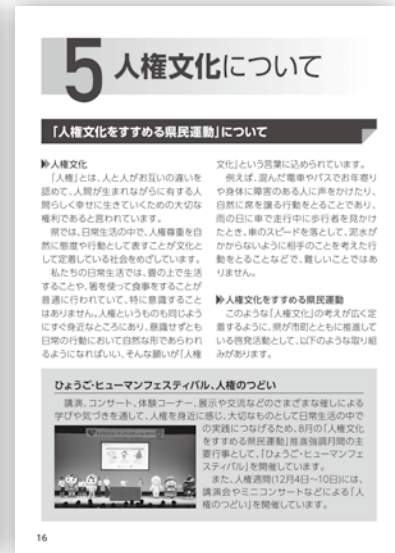 5 人権文化について
「人権文化をすすめる県民運動」について
人権文化
「人権」とは、人と人がお互いの違いを
認めて、人間が生まれながらに有する人
間らしく幸せに生きていくための大切な
権利であると言われています。
県では、日常生活の中で、人権尊重を自
然に態度や行動として表すことが文化と
して定着している社会をめざしています。
私たちの日常生活では、畳の上で生活
することや、箸を使って食事をすることが
普通に行われていて、特に意識すること
はありません。人権というものも同じよう
にすぐ身近なところにあり、意識せずとも
日常の行動において自然な形であらわれ
るようになればいい、そんな願いが「人権
文化」という言葉に込められています。
例えば、混んだ電車やバスでお年寄り
や身体に障害のある人に声をかけたり、
自然に席を譲る行動をとることであり、
雨の日に車で走行中に歩行者を見かけ
たとき、車のスピードを落として、泥水が
かからないように相手のことを考えた行
動をとることなどで、難しいことではあ
りません。
人権文化をすすめる県民運動
このような「人権文化」の考えが広く定
着するように、県が市町とともに推進して
いる啓発活動として、以下のような取り組
みがあります。
ひょうご・ヒューマンフェスティバル、人権のつどい
講演、コンサート、体験コーナー、展示や交流などのさまざまな催しによる
学びや気づきを通して、人権を身近に感じ、大切なものとして日常生活の中で
の実践につなげるため、8月の「人権文化
をすすめる県民運動」推進強調月間の主
要行事として、「ひょうご・ヒューマンフェ
スティバル」を開催しています。
また、人権週間(12月4日~10日)には、
講演会やミニコンサートなどによる「人
権のつどい」を開催しています。
16